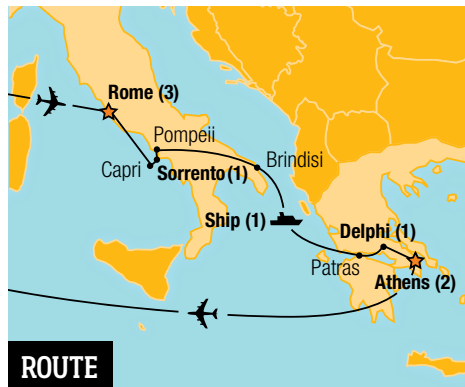 Rome (3)
Pompeii
Capri
Sorrento (1)
Brindisi
Ship (1)
Delphi (1)
Patras
Athens (2)
ROUTE